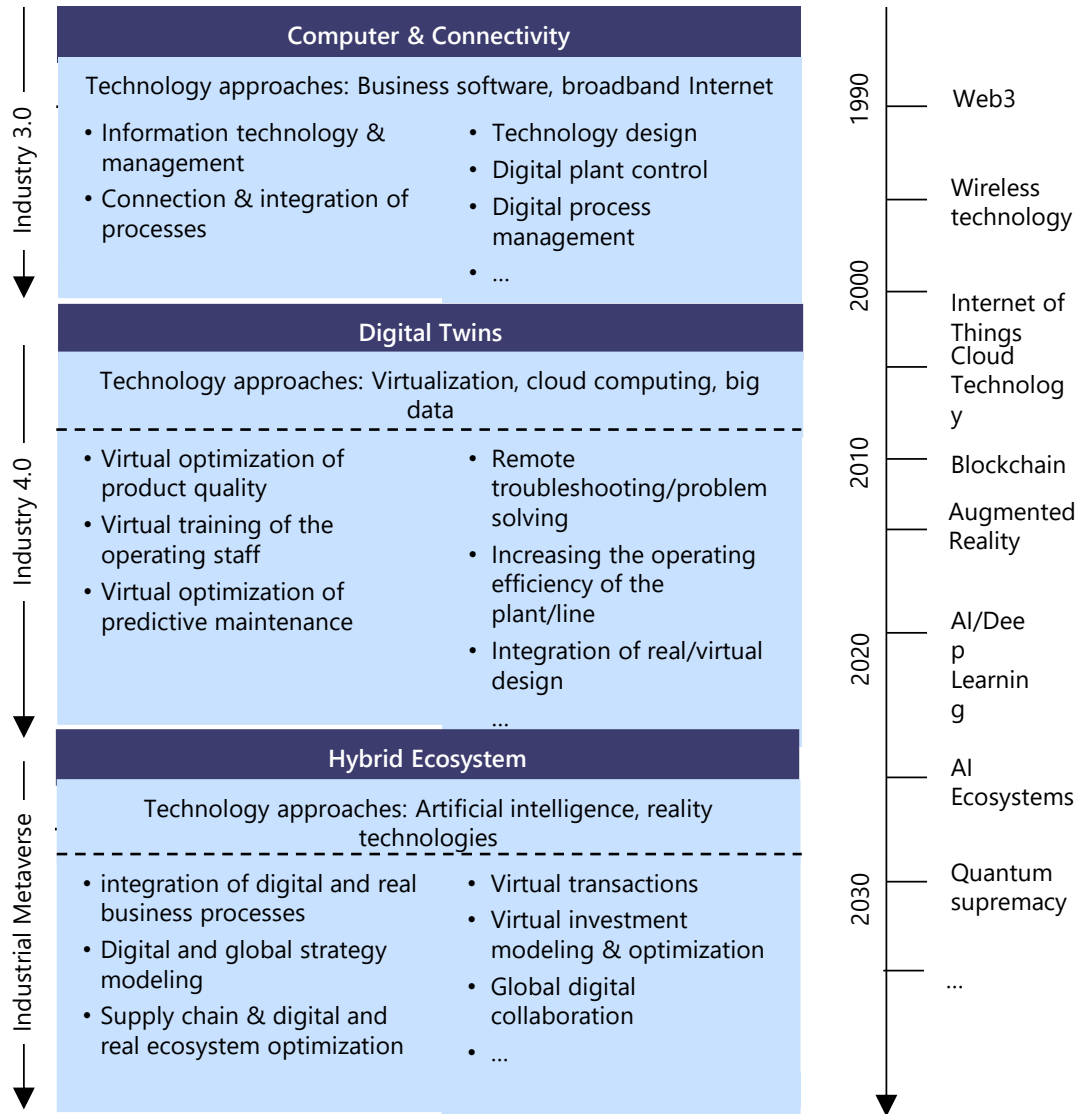 Industry 3.0
Computer & Connectivity
Technology approaches: Business software, broadband Internet
• Information technology &
management
• Connection & integration of
processes
• Technology design
• Digital plant control
• Digital process
management
• ...
Industry 4.0
Digital Twins
Technology approaches: Virtualization, cloud computing, big
data
• Virtual optimization of
product quality
• Virtual training of the
operating staff
• Virtual optimization of
predictive maintenance
• Remote
troubleshooting/problem
solving
• Increasing the operating
efficiency of the
plant/line
• Integration of real/virtual
design
...
Industrial Metaverse
Hybrid Ecosystem
Technology approaches: Artificial intelligence, reality
technologies
• integration of digital and real
business processes
• Digital and global strategy
modeling
• Supply chain & digital and
real ecosystem optimization
• Virtual transactions
• Virtual investment
modeling & optimization
• Global digital
collaboration
• ...
1990
Web3
Wireless
technology
2000
Internet of
Things
Cloud
Technolog
y
2010
Blockchain
Augmented
Reality
2020
AI/Dee
p
Learnin
g
AI
Ecosystems
2030
Quantum
supremacy
...